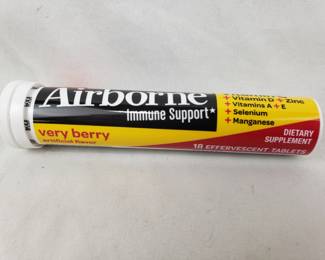 Airborne
Immune Support*
very berry
artificial flavor
+ Vitamin D + Zinc
+ Vitamins A + E
+ Selenium
+ Manganese
DIETARY
SUPPLEMENT
18 EFFERVESCENT TABLETS